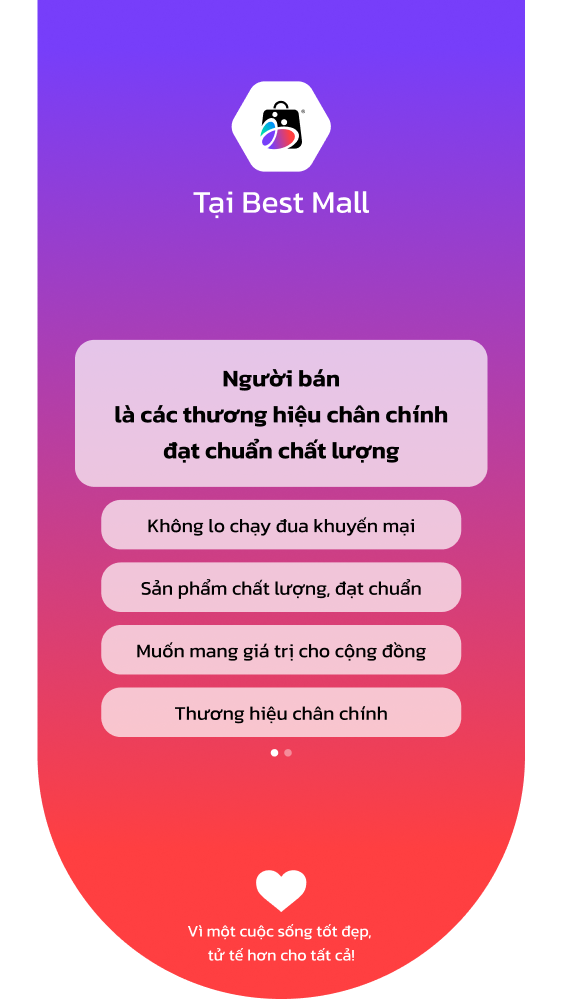 Tại Best Mall
Người bán
là các thương hiệu chân chính
đạt chuẩn chất lượng
Không lo chạy đua khuyến mại
Sản phẩm chất lượng, đạt chuẩn
Muốn mang giá trị cho cộng đồng
Thương hiệu chân chính
Vì một cuộc sống tốt đẹp,
tử tế hơn cho tất cả!